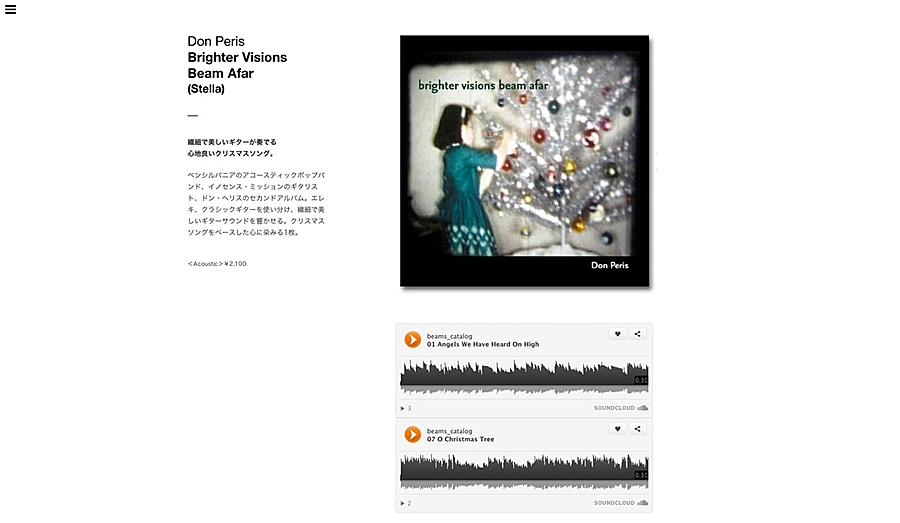 Don Peris
Brighter Visions
Beam Afar
(Stella)
—
繊細で美しいギターが奏でる
心地良いクリスマスソング。
ペンシルバニアのアコースティックポップバ
ンド、イノセンス・ミッションのギタリス
ト、ドン・ペリスのセカンドアルバム。エレ
キ、クラシックギターを使い分け、繊細で美
しいギターサウンドを響かせる。クリスマス
ソングをベースした心に染みる1枚。
<Acoustic>¥2,100
brighter visions beam afar
Don Peris
beams_catalog
01 Angels We Have Heard On High
0.30
3
SOUNDCLOUD
beams_catalog
07 O Christmas Tree
0.30
2
SOUNDCLOUD